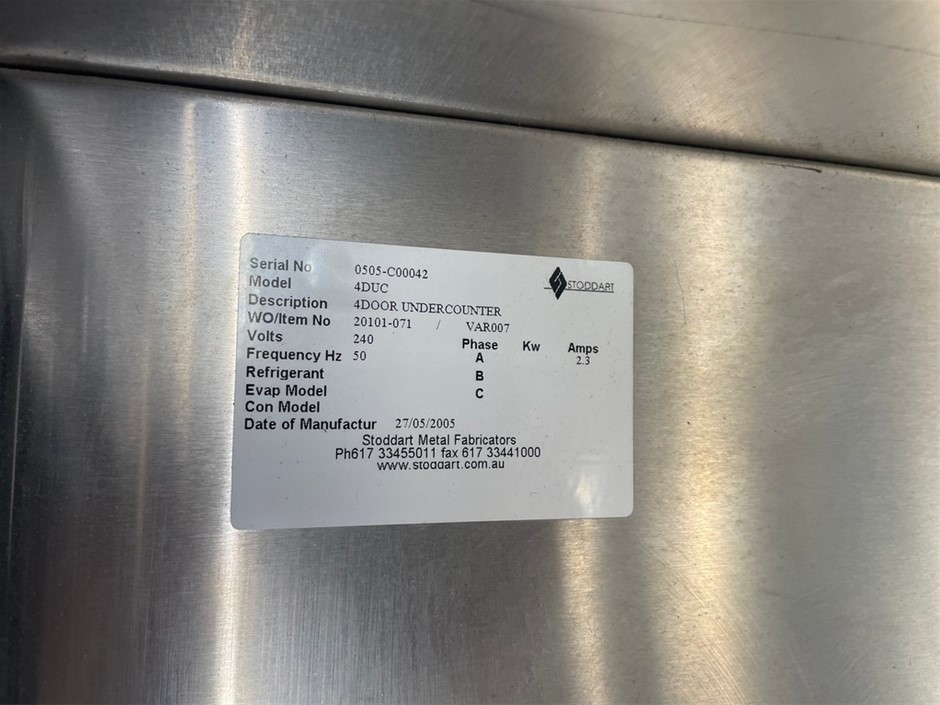 STODDART
Serial No 0505-C00042
Model 4DUC
Description 4DOOR UNDERCOUNTER
WO/Item No 20101-071 / VAR007
Volts 240 Phase Kw Amps
Frequency Hz 50 A 2.3
Refrigerant B
Evap Model C
Con Model
Date of Manufactur 27/05/2005
Stoddart Metal Fabricators
Ph617 33455011 fax 617 33441000
www.stoddart.com.au